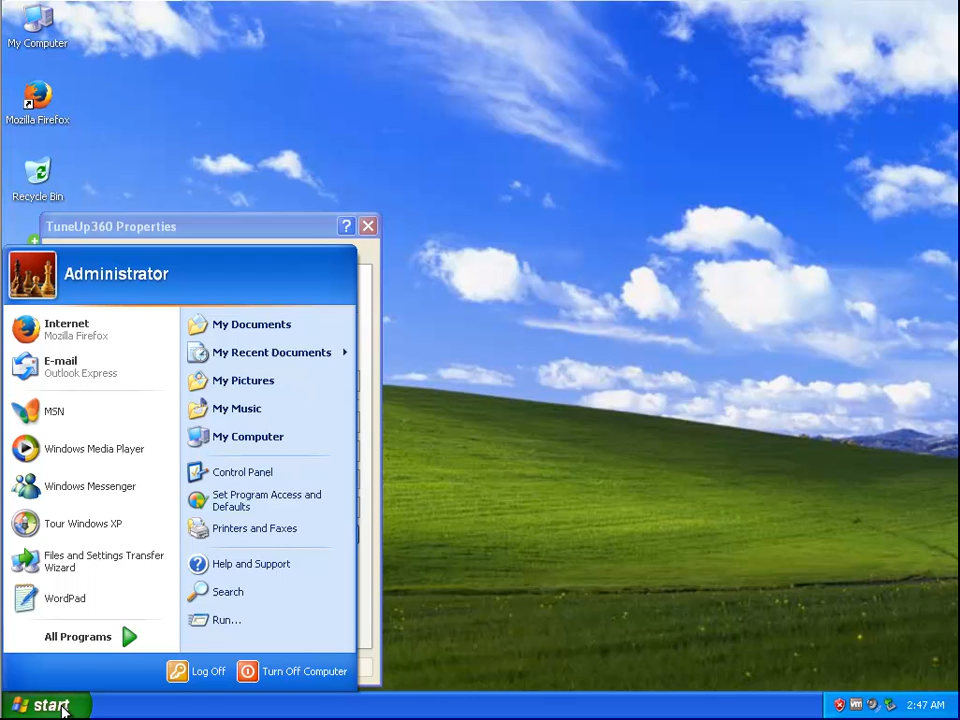 My Computer
Mozilla Firefox
Recycle Bin
TuneUp360 Properties
Administrator
Internet
Mozilla Firefox
E-mail
Outlook Express
MSN
Windows Media Player
Windows Messenger
Tour Windows XP
Files and Settings Transfer
Wizard
WordPad
All Programs
My Documents
My Recent Documents
My Pictures
My Music
My Computer
Control Panel
Set Program Access and
Defaults
Printers and Faxes
Help and Support
Search
Run...
Log Off
Turn Off Computer
start
2:47 AM